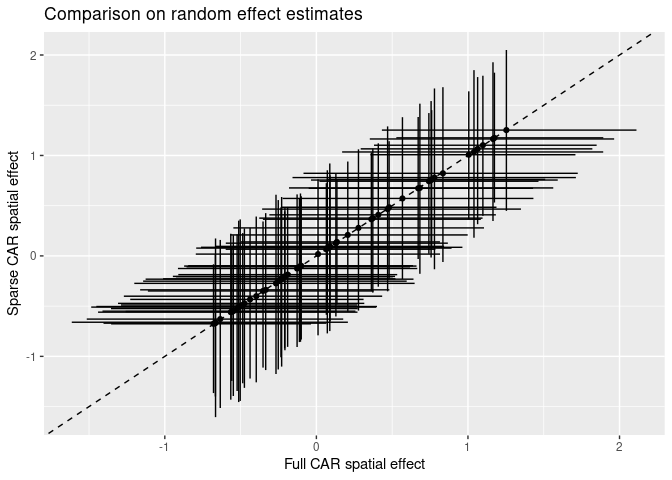 Comparison on random effect estimates
2
1
0
-1
Sparse CAR spatial effect
-1
0
1
2
Full CAR spatial effect